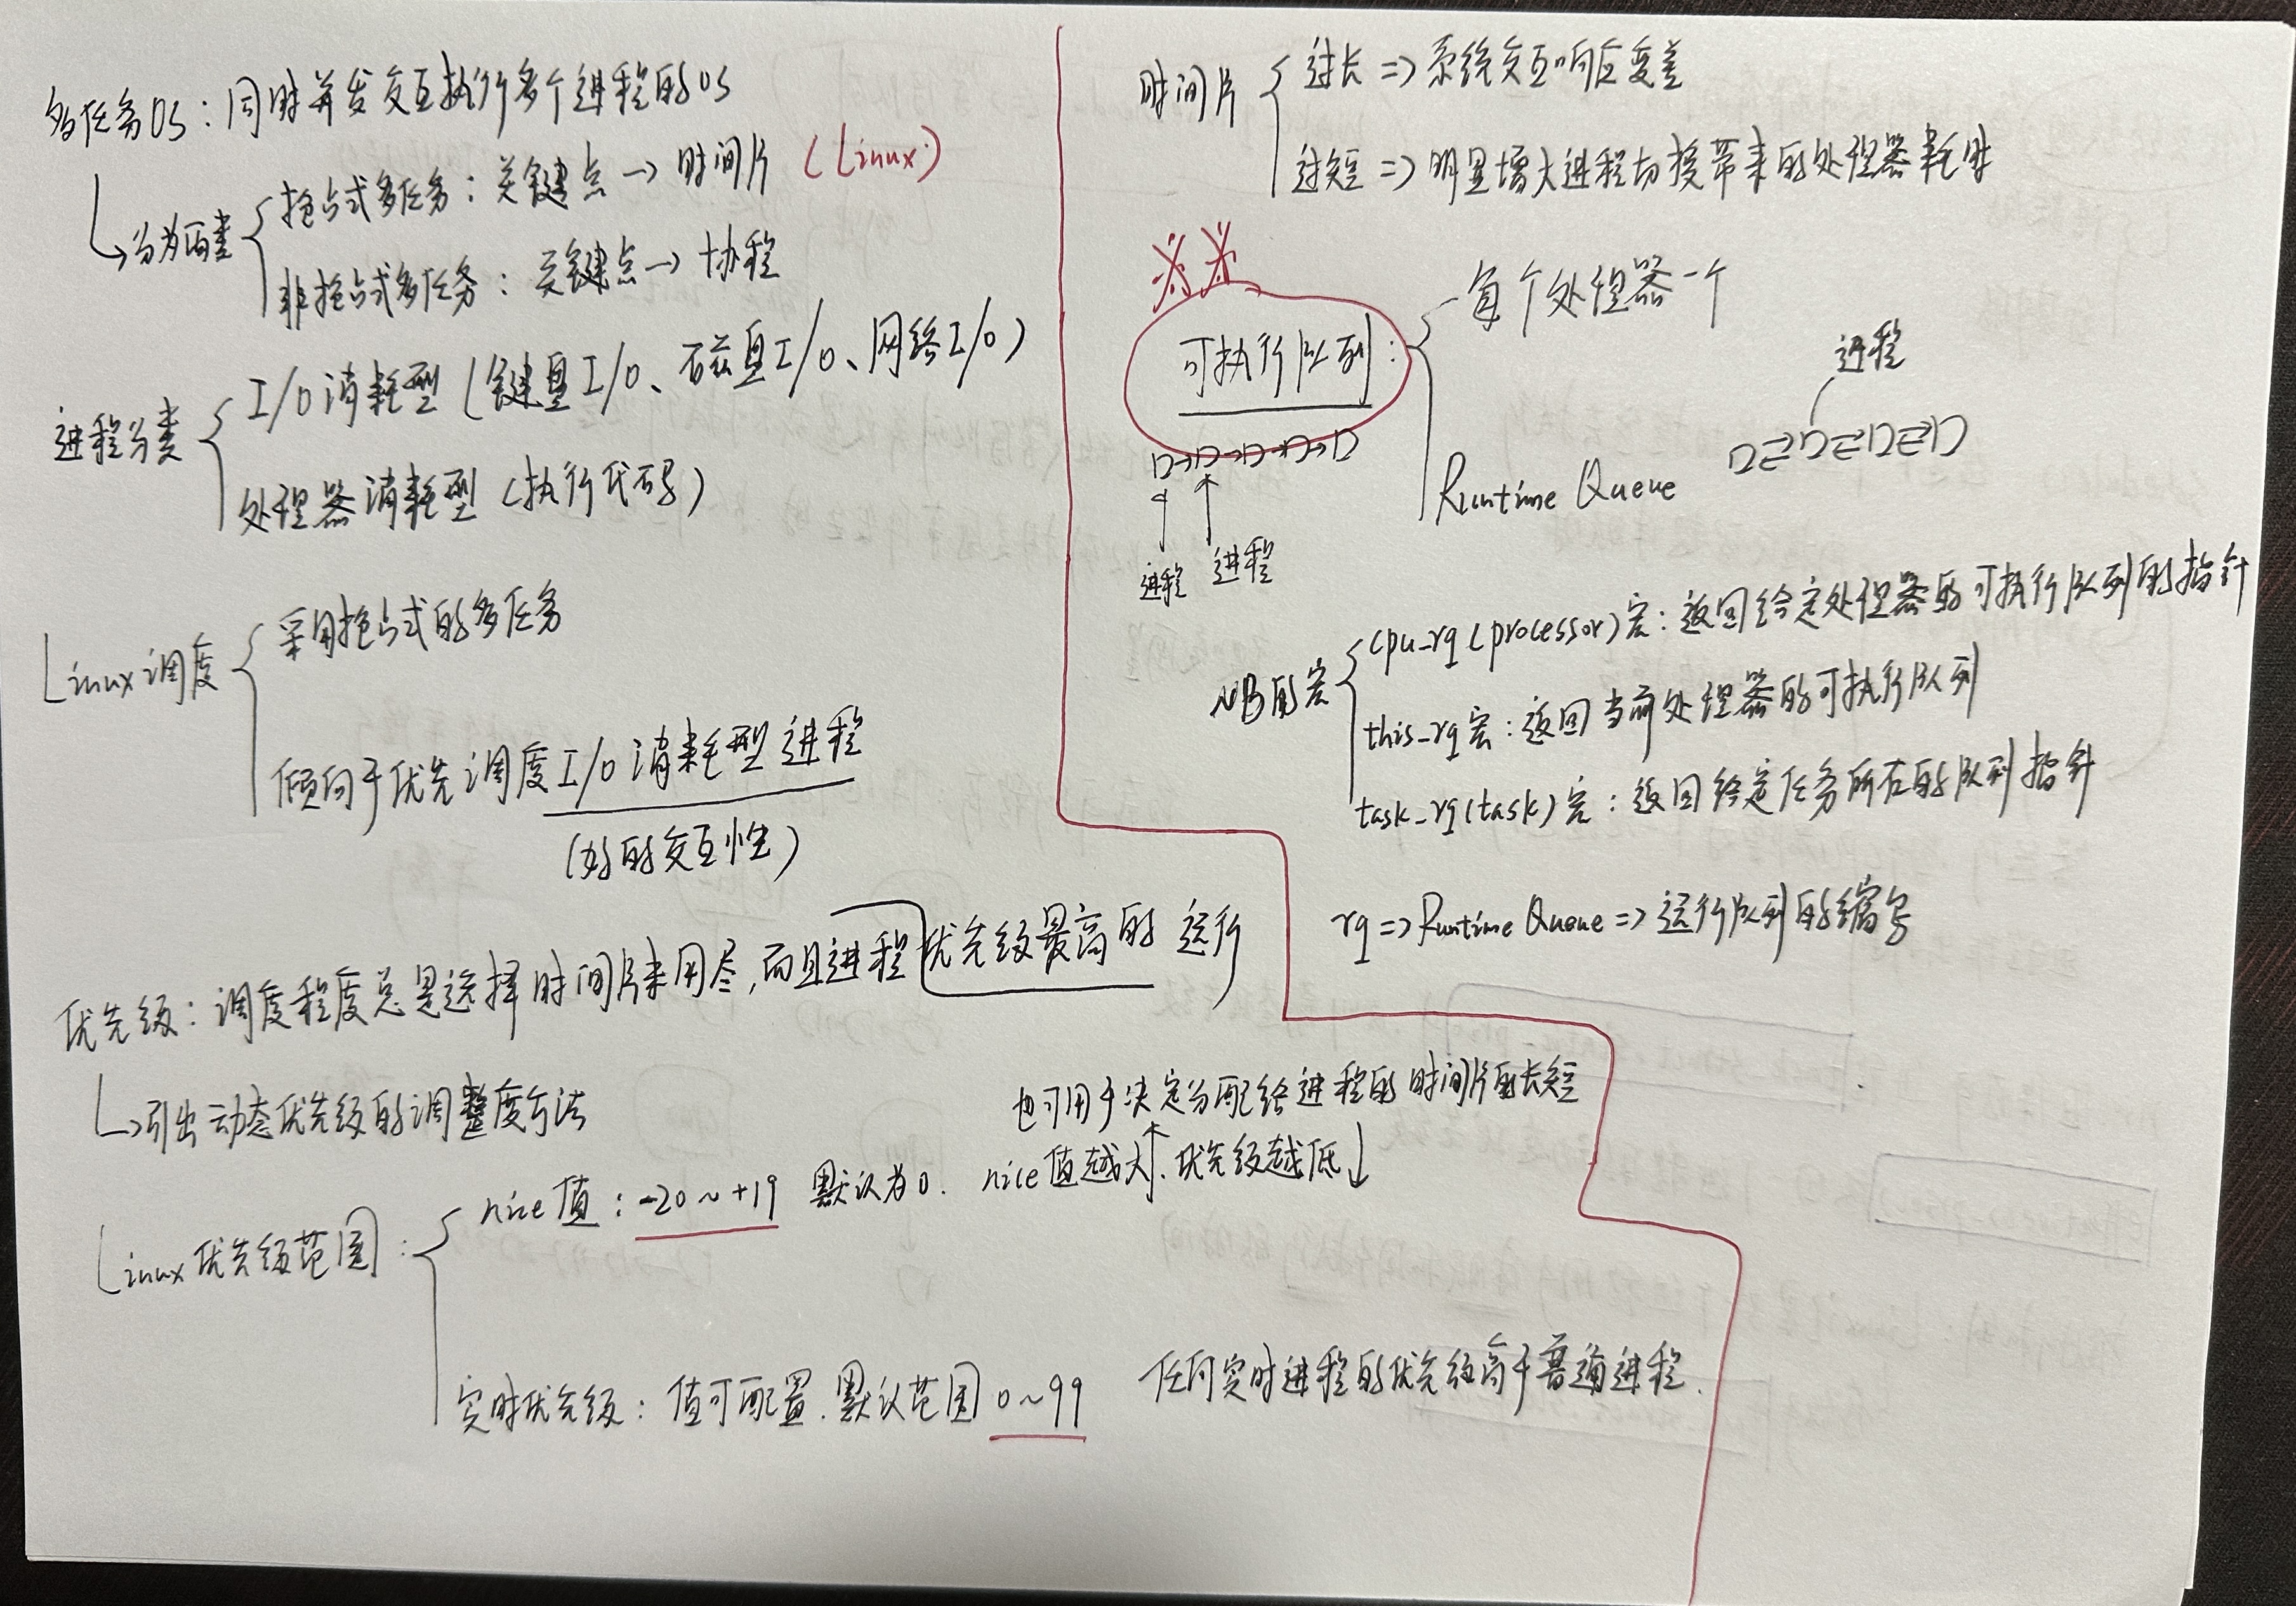 多任务OS：同时并发交互执行多个进程的OS
↳分为两类
抢占式多任务：关键点→时间片（Linux）
非抢占式多任务：关键点→协程
进程分类
I/O消耗型（键盘I/O、磁盘I/O、网络I/O）
处理器消耗型（执行代码）
Linux调度
采用抢占式的多任务
倾向于优先调度I/O消耗型进程
（好的交互性）
优先级：调度程度总是选择时间片未用尽,而且进程优先级最高的运行
↳引出动态优先级的调整度方法
也可用于决定分配给进程的时间片的长短
Linux优先级范围：
nice值：-20~+19 默认为0. nice值越大↑.优先级越低↓
实时优先级：值可配置.默认范围0~99 任何实时进程的优先级高于普通进程.
时间片
过长=>系统交互响应变差
过短=>明显增大进程切换带来的处理器耗时
可执行队列：
每个处理器一个
进程
Runtime Queue
进程 进程
NB的宏
cpu_rq(processor)宏：返回给定处理器的可执行队列的指针
this_rq宏：返回当前处理器的可执行队列
task_rq(task)宏：返回给定任务所在的队列指针
rq=>Runtime Queue=>运行队列的缩写